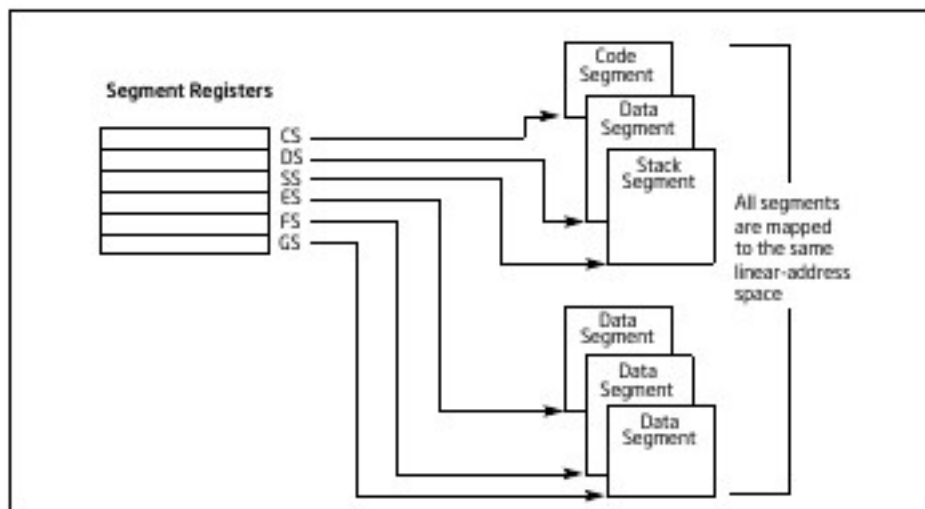 Segment Registers
CS
DS
SS
ES
FS
GS
Code
Segment
Data
Segment
Stack
Segment
Data
Segment
Data
Segment
Data
Segment
All segments
are mapped
to the same
linear-address
space